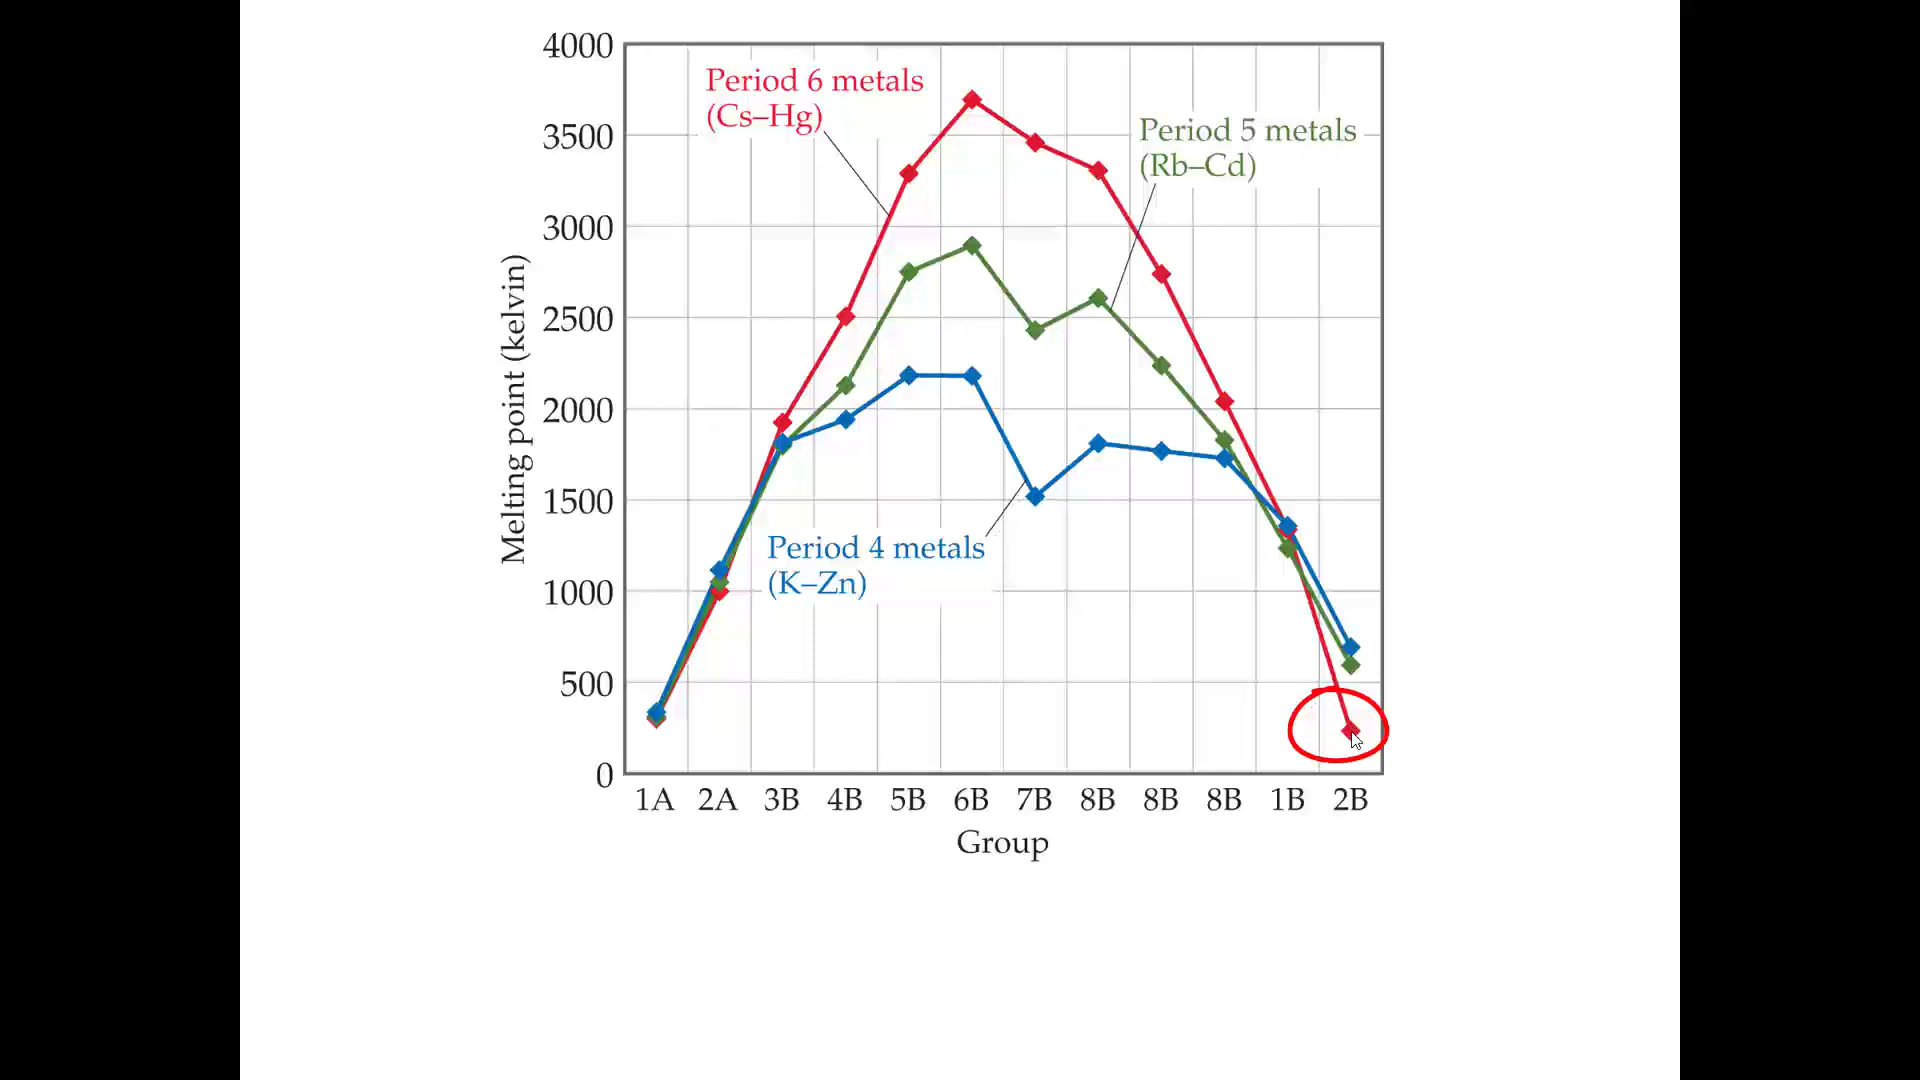 4000
3500
3000
2500
2000
1500
1000
500
0
Melting point (kelvin)
Period 6 metals
(Cs–Hg)
Period 5 metals
(Rb–Cd)
Period 4 metals
(K–Zn)
1A 2A 3B 4B 5B 6B 7B 8B 8B 8B 1B 2B
Group